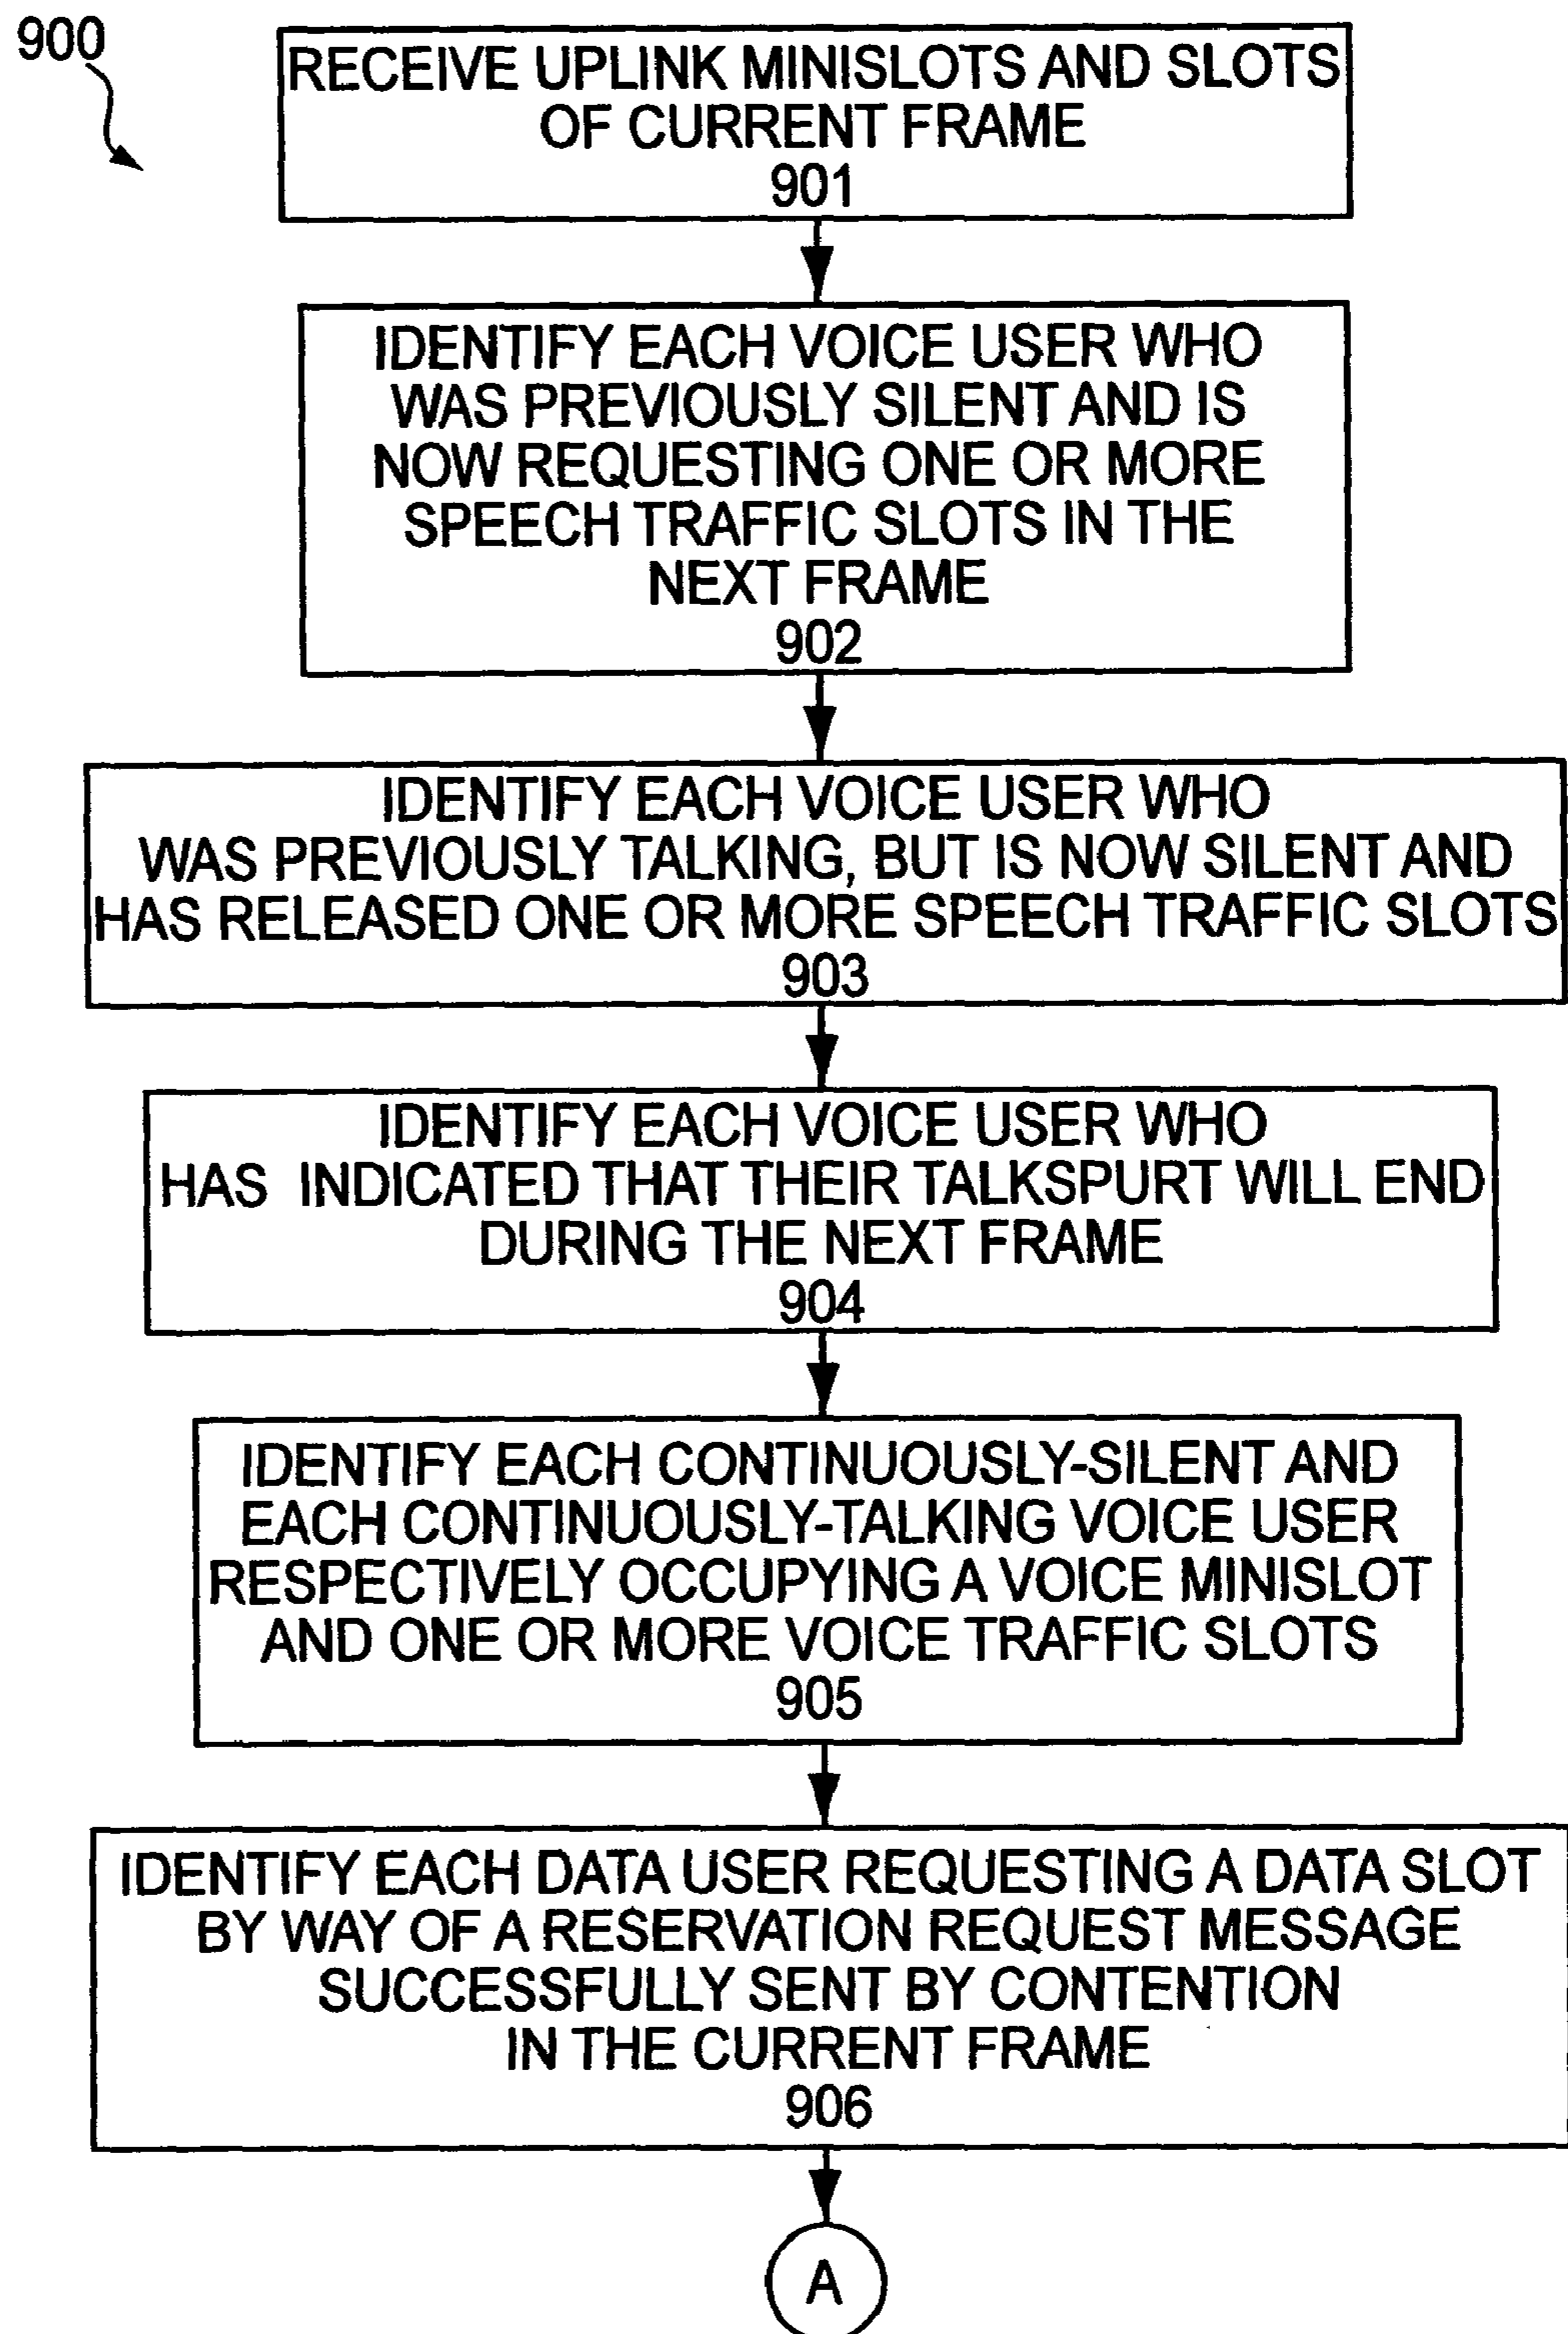 900
RECEIVE UPLINK MINISLOTS AND SLOTS
OF CURRENT FRAME
901
IDENTIFY EACH VOICE USER WHO
WAS PREVIOUSLY SILENT AND IS
NOW REQUESTING ONE OR MORE
SPEECH TRAFFIC SLOTS IN THE
NEXT FRAME
902
IDENTIFY EACH VOICE USER WHO
WAS PREVIOUSLY TALKING, BUT IS NOW SILENT AND
HAS RELEASED ONE OR MORE SPEECH TRAFFIC SLOTS
903
IDENTIFY EACH VOICE USER WHO
HAS INDICATED THAT THEIR TALKSPURT WILL END
DURING THE NEXT FRAME
904
IDENTIFY EACH CONTINUOUSLY-SILENT AND
EACH CONTINUOUSLY-TALKING VOICE USER
RESPECTIVELY OCCUPYING A VOICE MINISLOT
AND ONE OR MORE VOICE TRAFFIC SLOTS
905
IDENTIFY EACH DATA USER REQUESTING A DATA SLOT
BY WAY OF A RESERVATION REQUEST MESSAGE
SUCCESSFULLY SENT BY CONTENTION
IN THE CURRENT FRAME
906
A